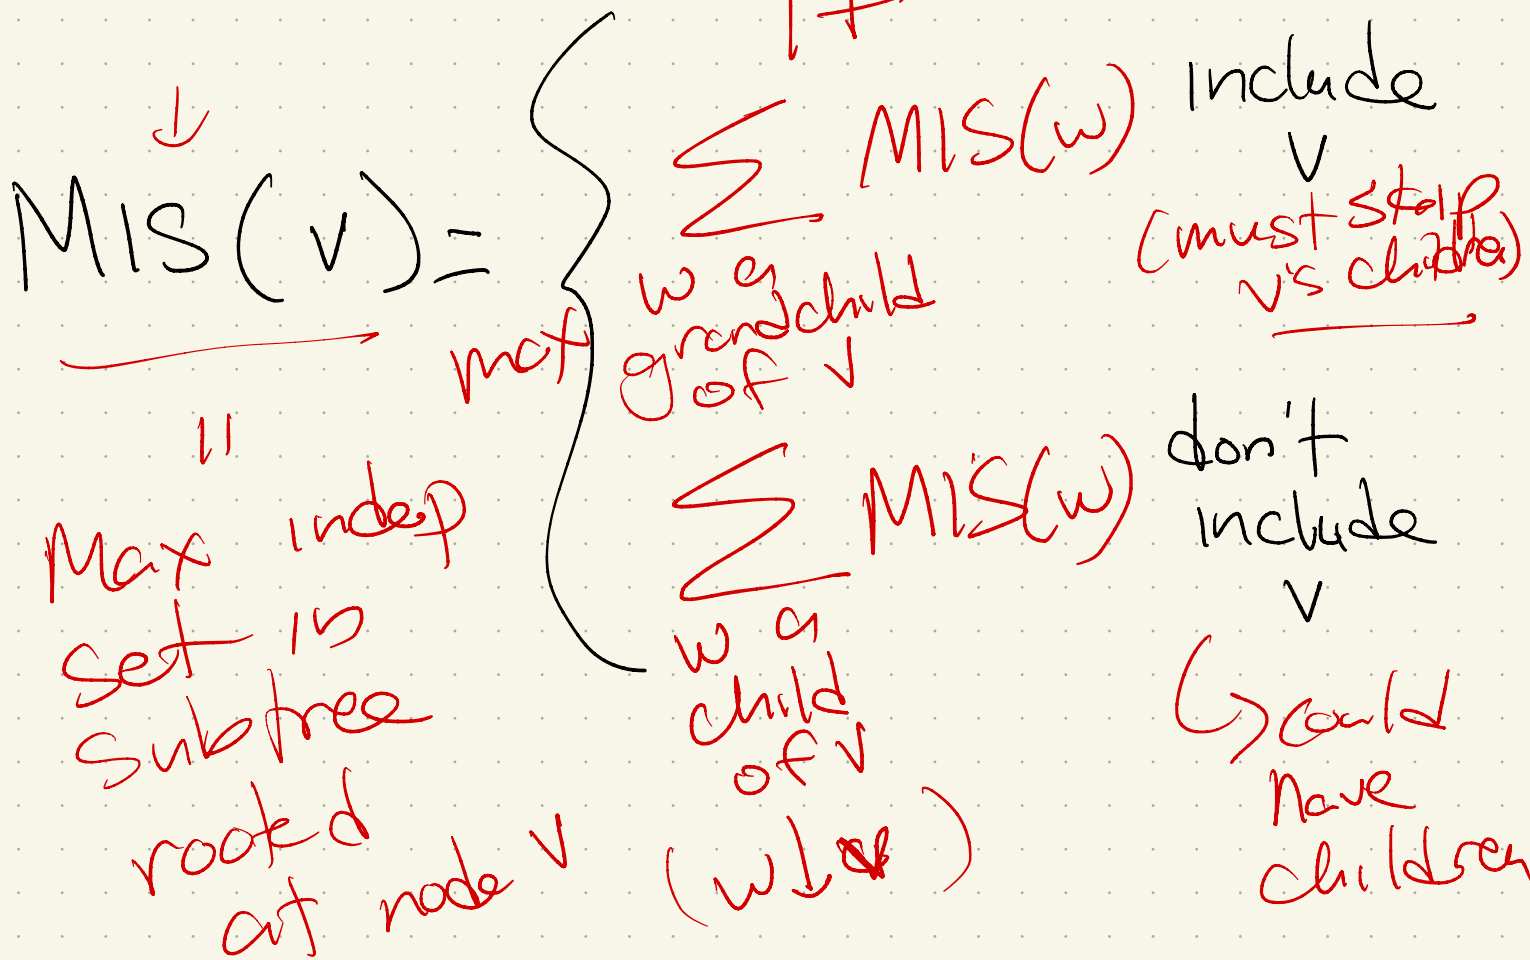 1+
MIS(v) = max {
∑ MIS(w)
w a
grandchild
of v
include
v
(must skip
v's children)
∑ MIS(w)
w a
child
of v
(w↓v)
don't
include
v
↳ could
have
children
"
Max indep
set in
subtree
rooted
at node v